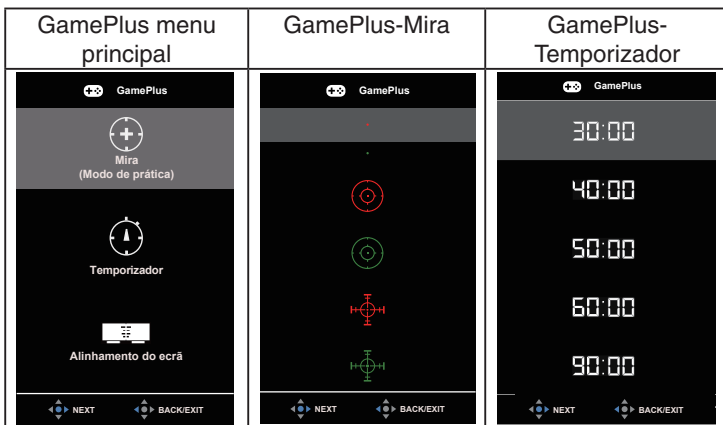 GamePlus menu
principal
GamePlus-Mira
GamePlus-
Temporizador
GamePlus
Mira
(Modo de prática)
Temporizador
Alinhamento do ecrã
NEXT BACK/EXIT
GamePlus
NEXT BACK/EXIT
GamePlus
30:00
40:00
50:00
60:00
90:00
NEXT BACK/EXIT